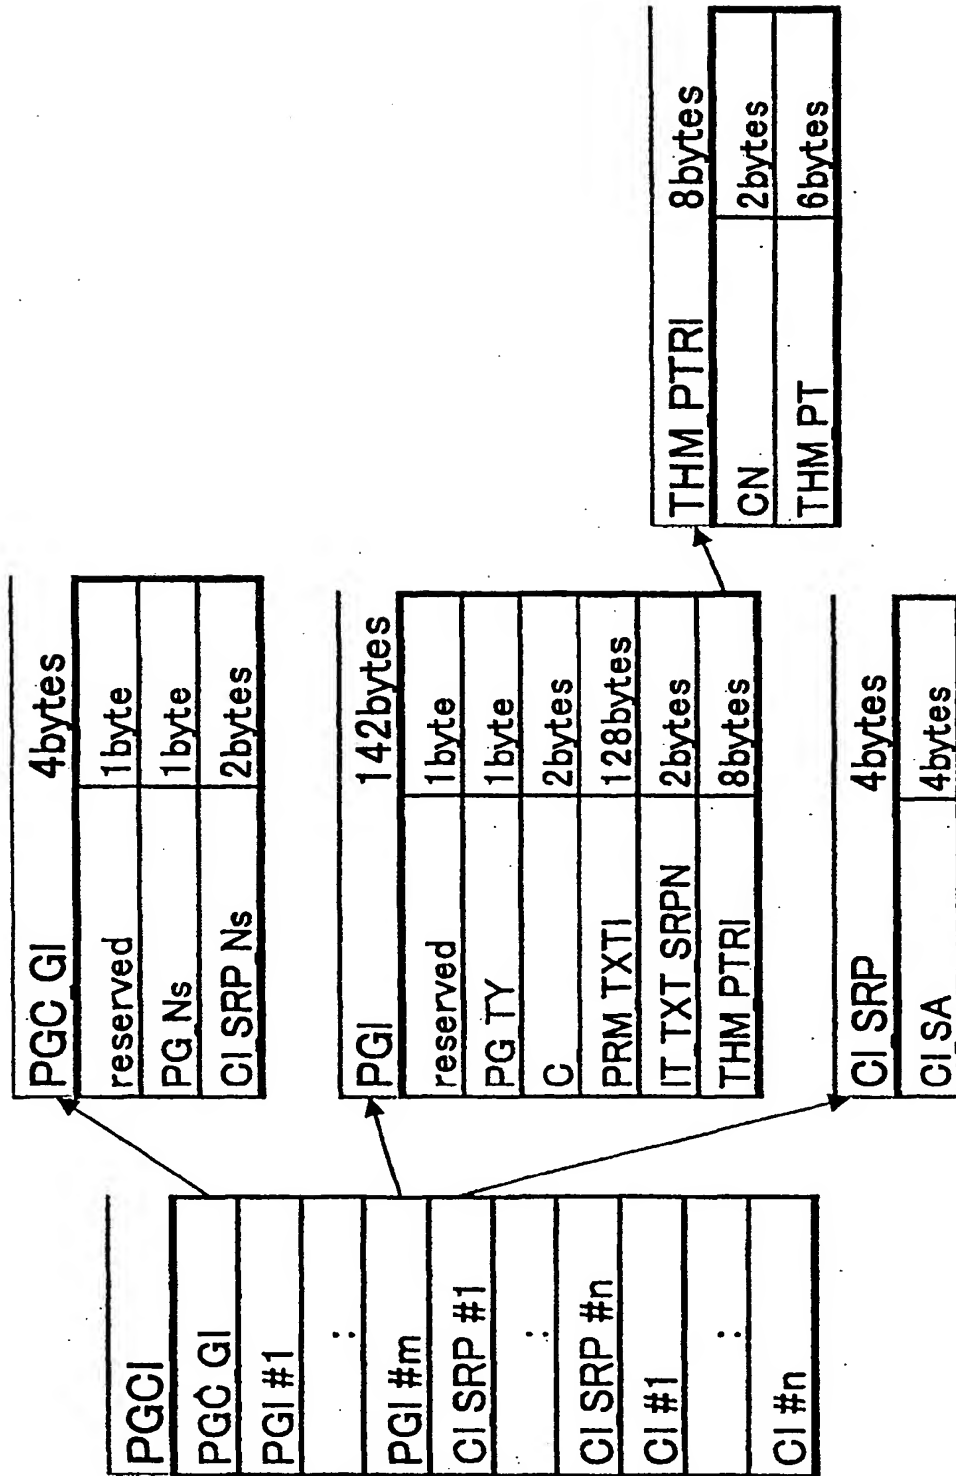 PGCI
PGC GI
PGI #1
:
PGI #m
CI SRP #1
:
CI SRP #n
CI #1
:
CI #n
PGC GI 4bytes
reserved 1byte
PG Ns 1byte
CI SRP Ns 2bytes
PGI 142bytes
reserved 1byte
PG TY 1byte
C 2bytes
PRM TXTI 128bytes
IT TXT SRPN 2bytes
THM PTRI 8bytes
CI SRP 4bytes
CI SA 4bytes
THM PTRI 8bytes
CN 2bytes
THM PT 6bytes